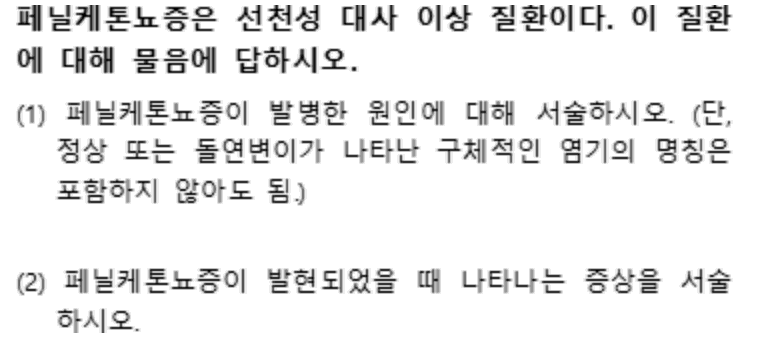 페닐케톤뇨증은 선천성 대사 이상 질환이다. 이 질환
에 대해 물음에 답하시오.
(1) 페닐케톤뇨증이 발병한 원인에 대해 서술하시오. (단,
정상 또는 돌연변이가 나타난 구체적인 염기의 명칭은
포함하지 않아도 됨.)
(2) 페닐케톤뇨증이 발현되었을 때 나타나는 증상을 서술
하시오.